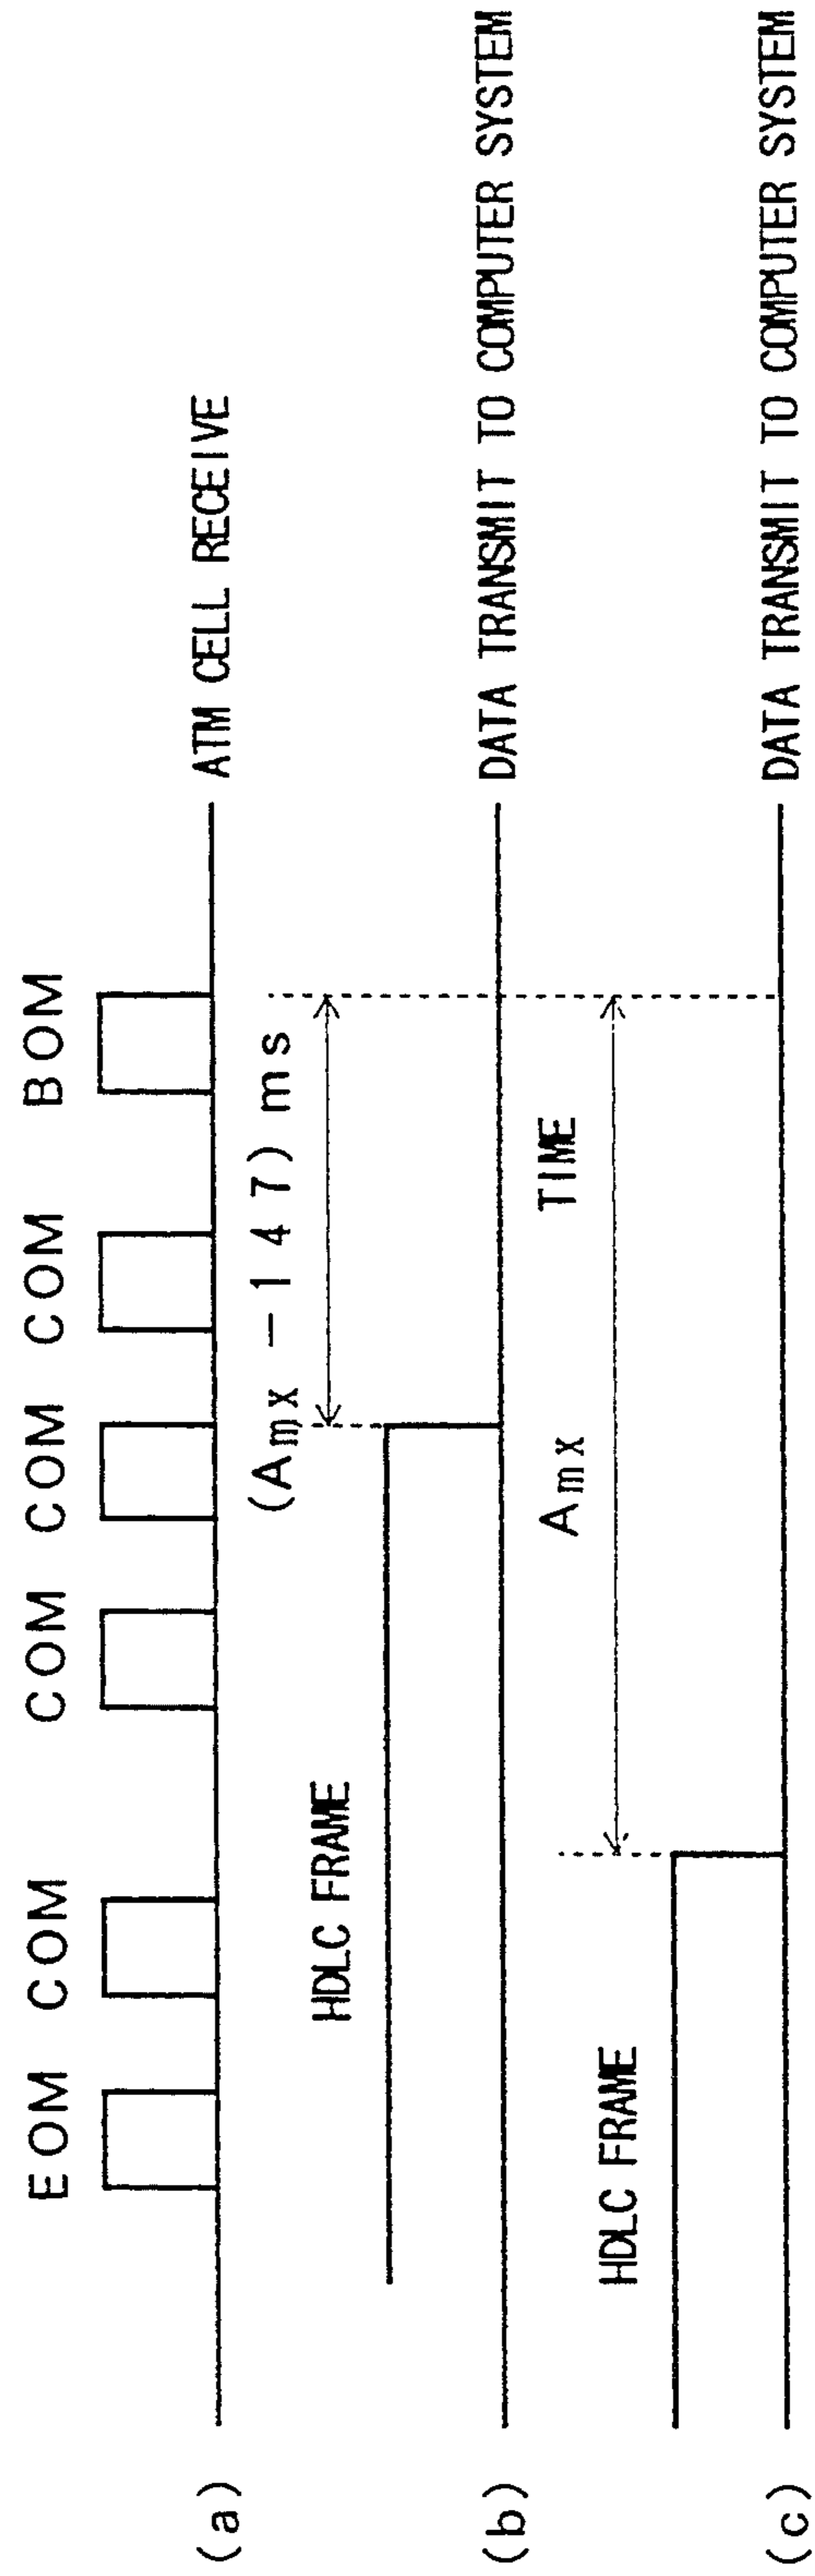 EOM COM COM COM COM BOM
(a) ATM CELL RECEIVE
(Amx −147) ms
HDLC FRAME
(b) DATA TRANSMIT TO COMPUTER SYSTEM
Amx TIME
HDLC FRAME
(c) DATA TRANSMIT TO COMPUTER SYSTEM